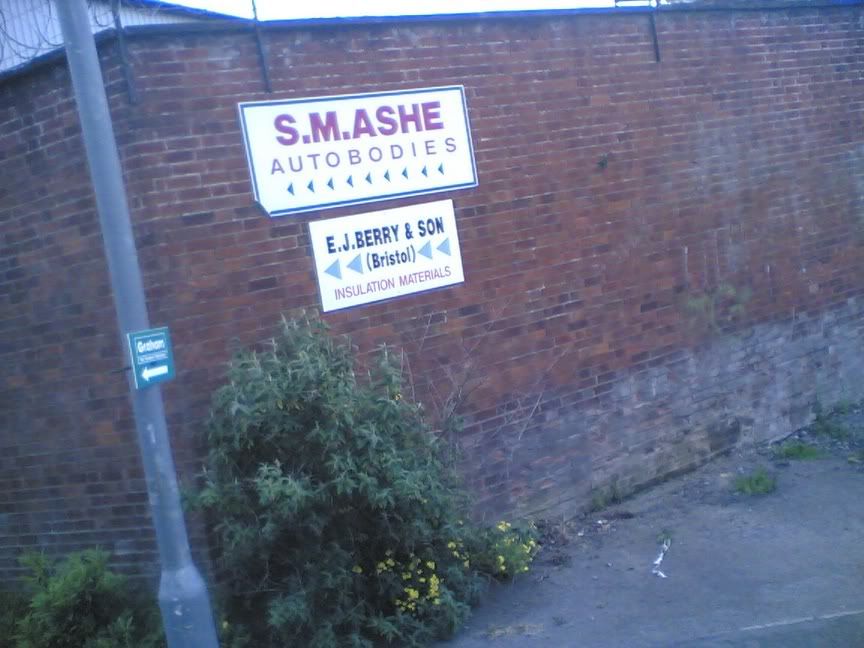 S.M.ASHE
AUTOBODIES
E.J.BERRY & SON
(Bristol)
INSULATION MATERIALS
Graham